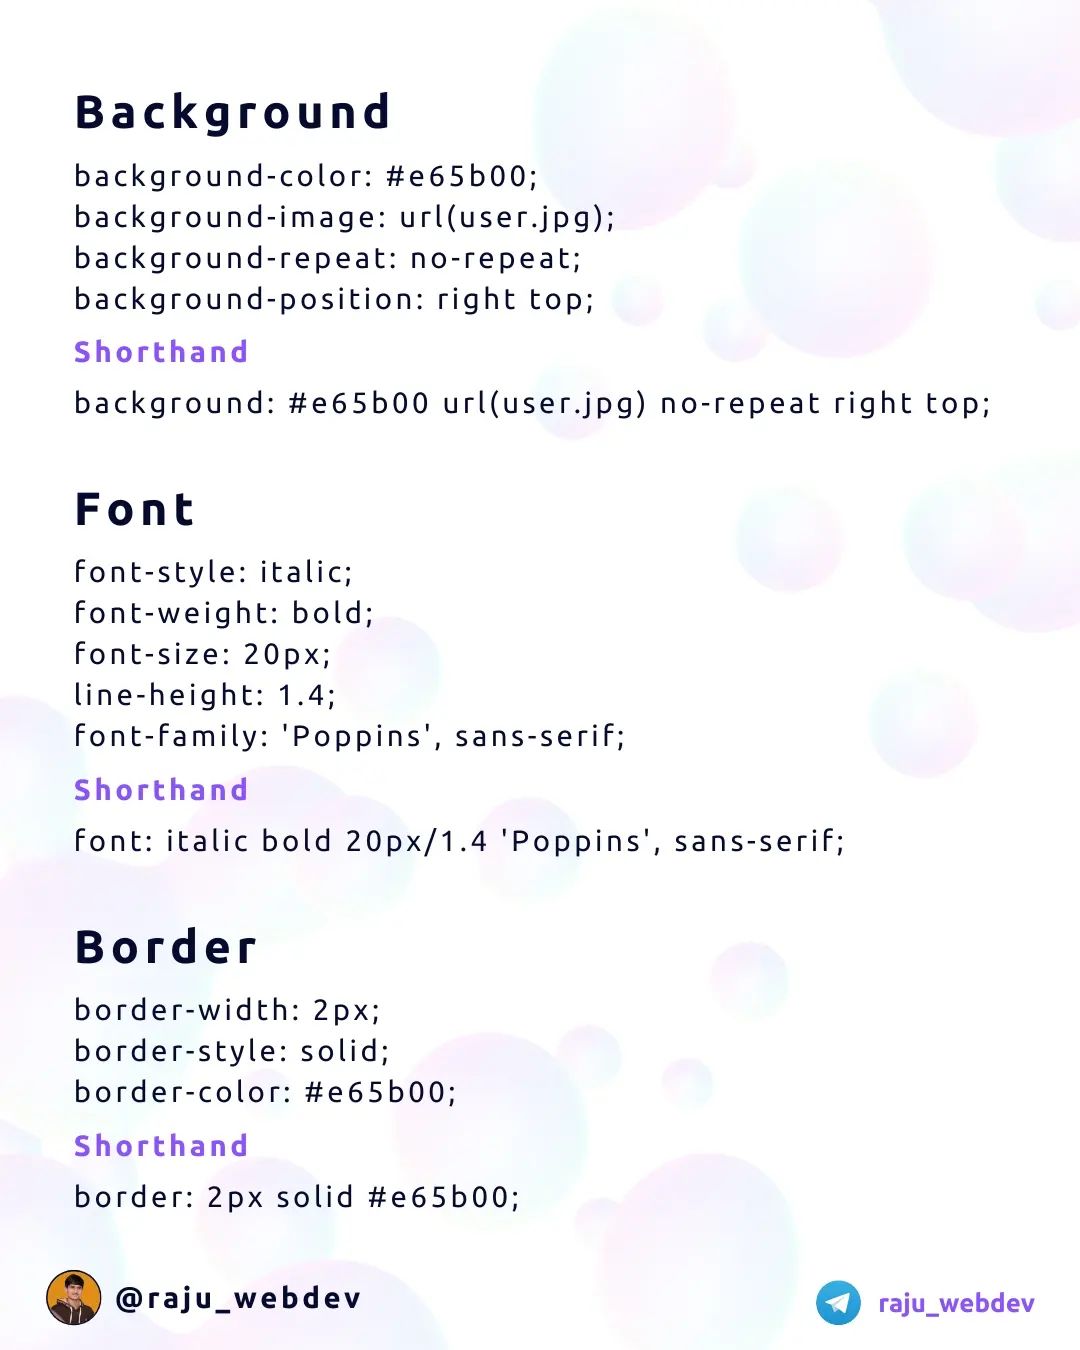 Background
background-color: #e65b00;
background-image: url(user.jpg);
background-repeat: no-repeat;
background-position: right top;
Shorthand
background: #e65b00 url(user.jpg) no-repeat right top;
Font
font-style: italic;
font-weight: bold;
font-size: 20px;
line-height: 1.4;
font-family: 'Poppins', sans-serif;
Shorthand
font: italic bold 20px/1.4 'Poppins', sans-serif;
Border
border-width: 2px;
border-style: solid;
border-color: #e65b00;
Shorthand
border: 2px solid #e65b00;
@raju_webdev
raju_webdev